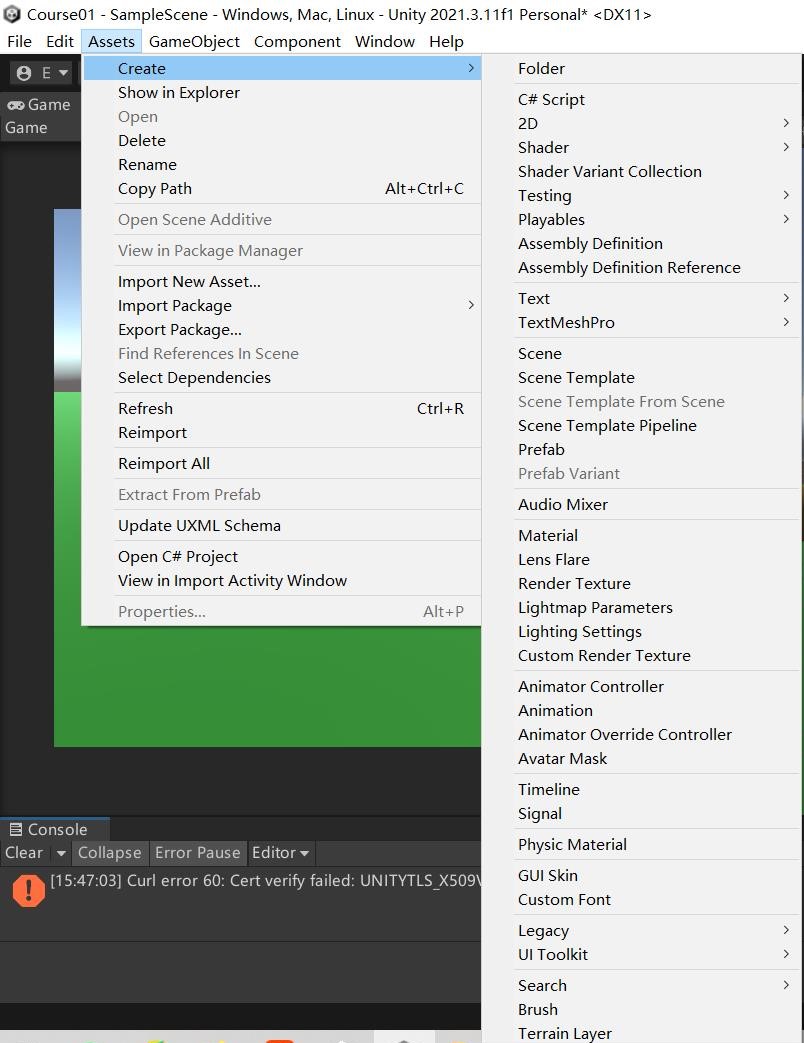 Course01 - SampleScene - Windows, Mac, Linux - Unity 2021.3.11f1 Personal* <DX11>
File Edit Assets GameObject Component Window Help
E
Game
Game
Create
Show in Explorer
Open
Delete
Rename
Copy Path Alt+Ctrl+C
Open Scene Additive
View in Package Manager
Import New Asset...
Import Package
Export Package...
Find References In Scene
Select Dependencies
Refresh Ctrl+R
Reimport
Reimport All
Extract From Prefab
Update UXML Schema
Open C# Project
View in Import Activity Window
Properties... Alt+P
Folder
C# Script
2D
Shader
Shader Variant Collection
Testing
Playables
Assembly Definition
Assembly Definition Reference
Text
TextMeshPro
Scene
Scene Template
Scene Template From Scene
Scene Template Pipeline
Prefab
Prefab Variant
Audio Mixer
Material
Lens Flare
Render Texture
Lightmap Parameters
Lighting Settings
Custom Render Texture
Animator Controller
Animation
Animator Override Controller
Avatar Mask
Timeline
Signal
Physic Material
GUI Skin
Custom Font
Legacy
UI Toolkit
Search
Brush
Terrain Layer
Console
Clear Collapse Error Pause Editor
[15:47:03] Curl error 60: Cert verify failed: UNITYTLS_X509V